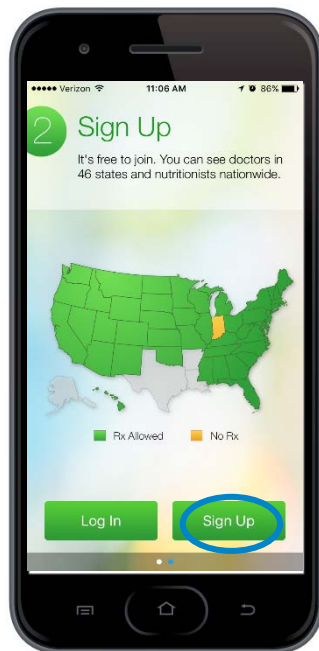 Verizon 11:06 AM 86%
2 Sign Up
It's free to join. You can see doctors in
46 states and nutritionists nationwide.
Rx Allowed No Rx
Log In Sign Up